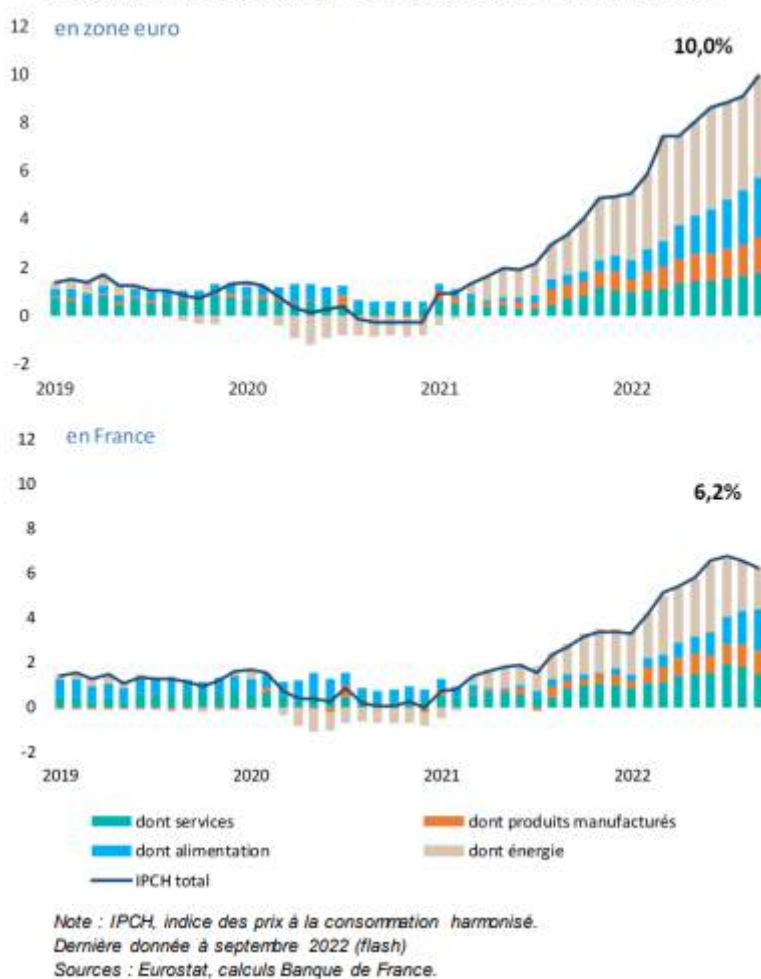 en zone euro
10,0%
12
10
8
6
4
2
0
-2
2019 2020 2021 2022
en France
6,2%
12
10
8
6
4
2
0
-2
2019 2020 2021 2022
dont services dont produits manufacturés
dont alimentation dont énergie
IPCH total
Note : IPCH, indice des prix à la consommation harmonisé.
Dernière donnée à septembre 2022 (flash)
Sources : Eurostat, calculs Banque de France.